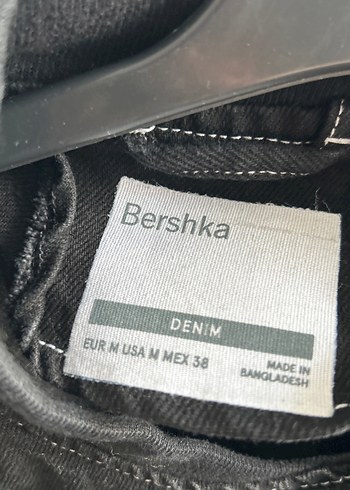 Bershka
DENIM
EUR M USA M MEX 38
MADE IN
BANGLADESH